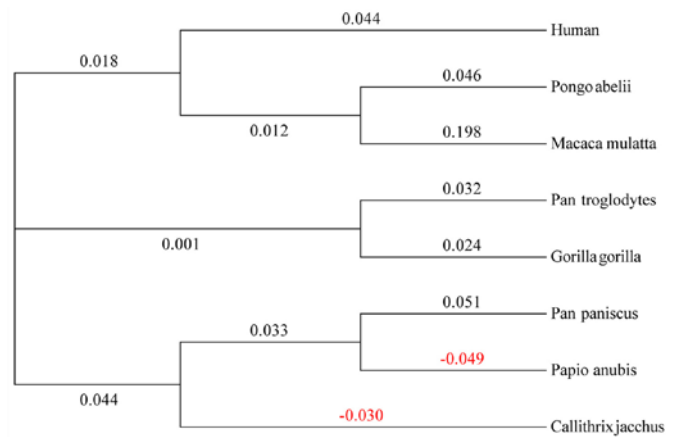 0.044
Human
0.018
0.046
Pongo abelii
0.012
0.198
Macaca mulatta
0.032
Pan troglodytes
0.001
0.024
Gorilla gorilla
0.051
Pan paniscus
0.033
-0.049
Papio anubis
0.044
-0.030
Callithrix jacchus